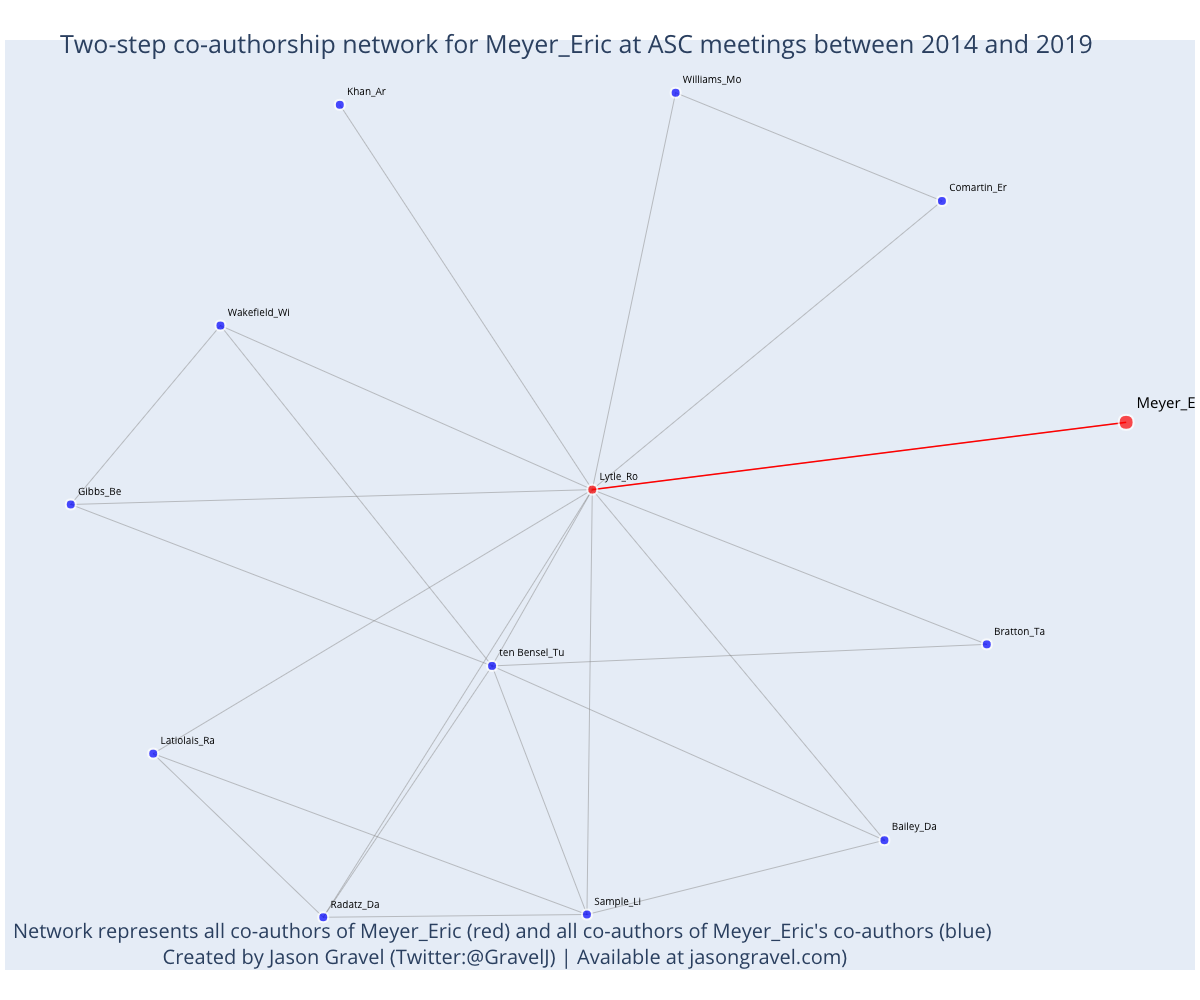 Two-step co-authorship network for Meyer_Eric at ASC meetings between 2014 and 2019
Williams_Mo
Khan_Ar
Comartin_Er
Wakefield_Wi
Meyer_E
Lytle_Ro
Gibbs_Be
Bratton_Ta
ten Bensel_Tu
Latiolais_Ra
Bailey_Da
Sample_Li
Radatz_Da
Network represents all co-authors of Meyer_Eric (red) and all co-authors of Meyer_Eric's co-authors (blue)
Created by Jason Gravel (Twitter:@GravelJ) | Available at jasongravel.com)